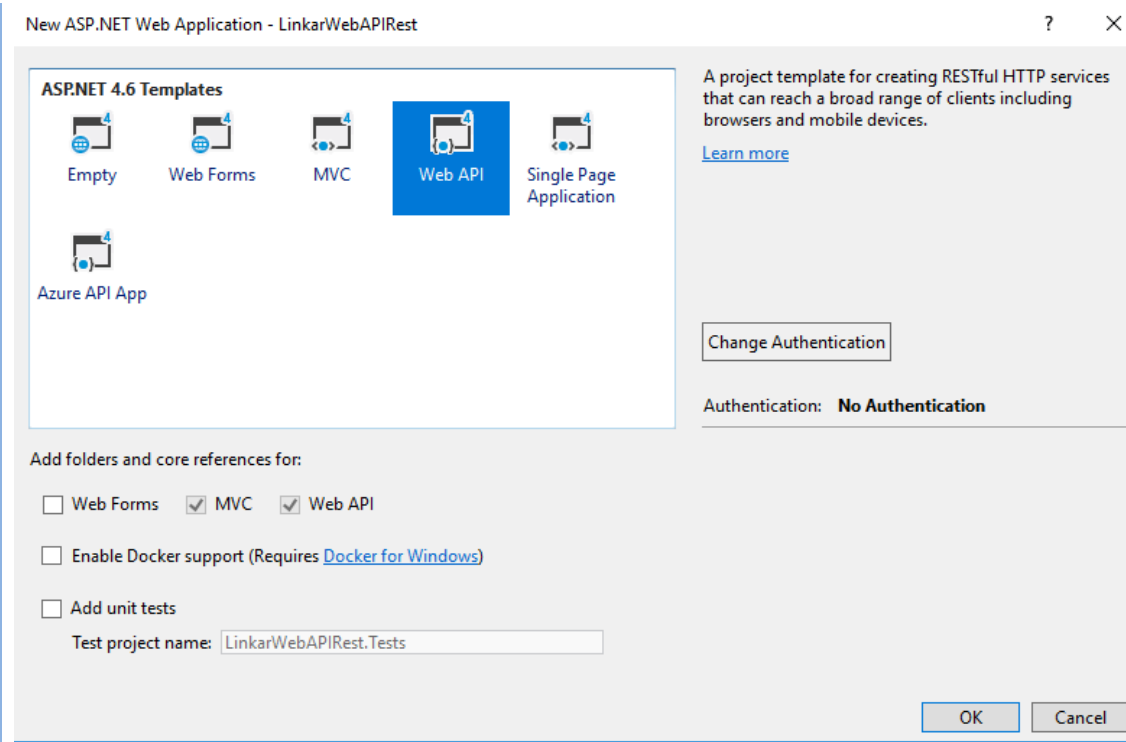 New ASP.NET Web Application - LinkarWebAPIRest
?
ASP.NET 4.6 Templates
4 4 4 4 4
Empty Web Forms MVC Web API Single Page
Application
4
Azure API App
A project template for creating RESTful HTTP services
that can reach a broad range of clients including
browsers and mobile devices.
Learn more
Change Authentication
Authentication: No Authentication
Add folders and core references for:
Web Forms MVC Web API
Enable Docker support (Requires Docker for Windows)
Add unit tests
Test project name: LinkarWebAPIRest.Tests
OK Cancel